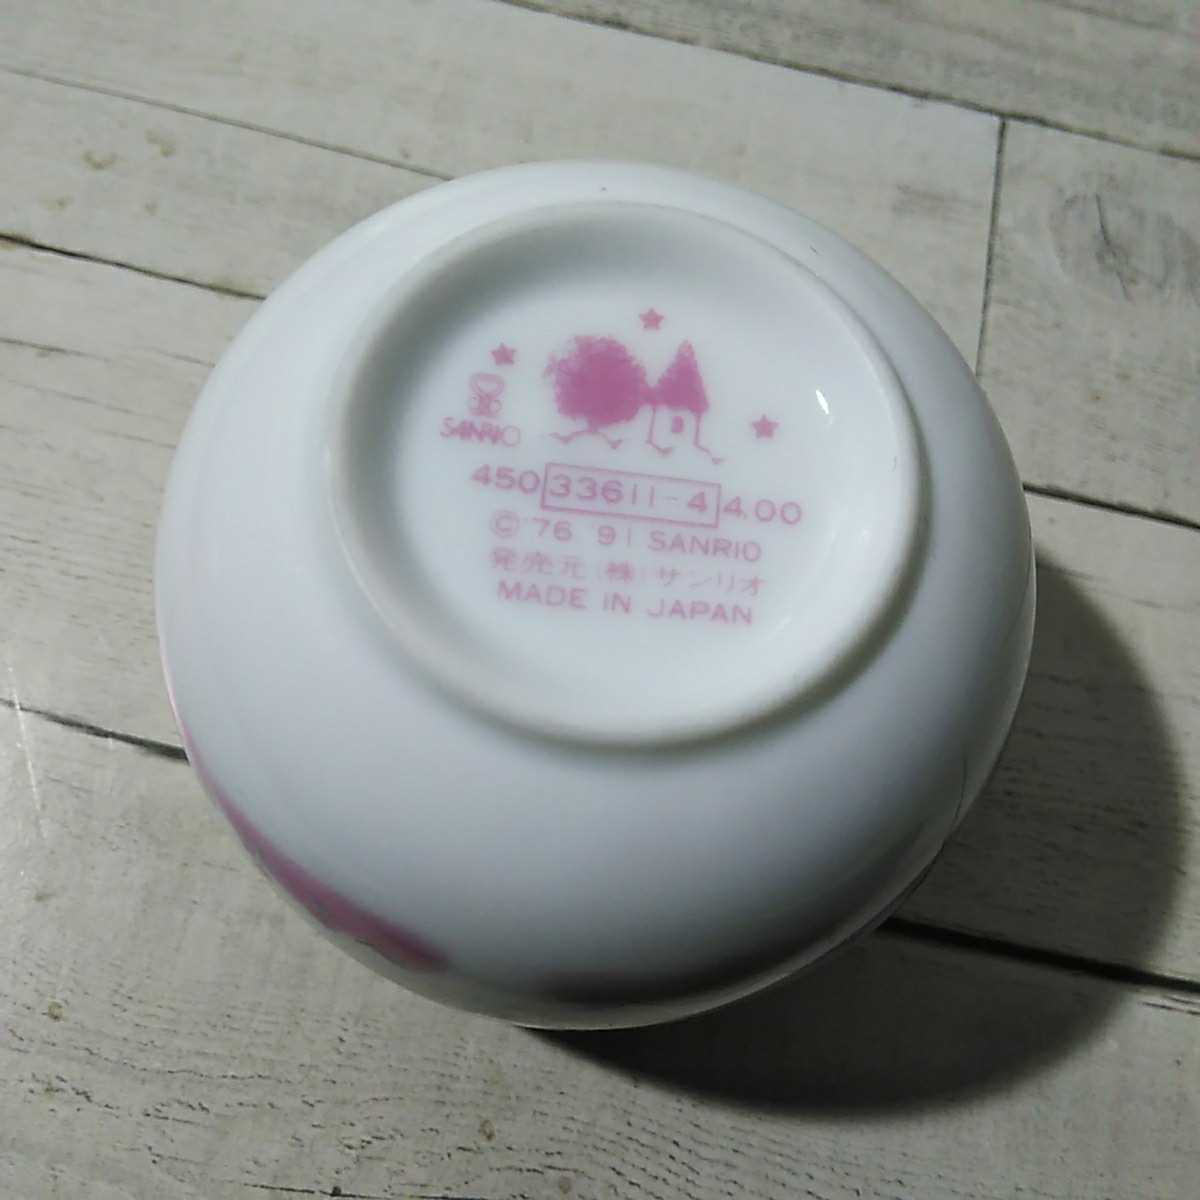 SANRIO
450 33611-4 4.00
© '76 91 SANRIO
発売元(株)サンリオ
MADE IN JAPAN